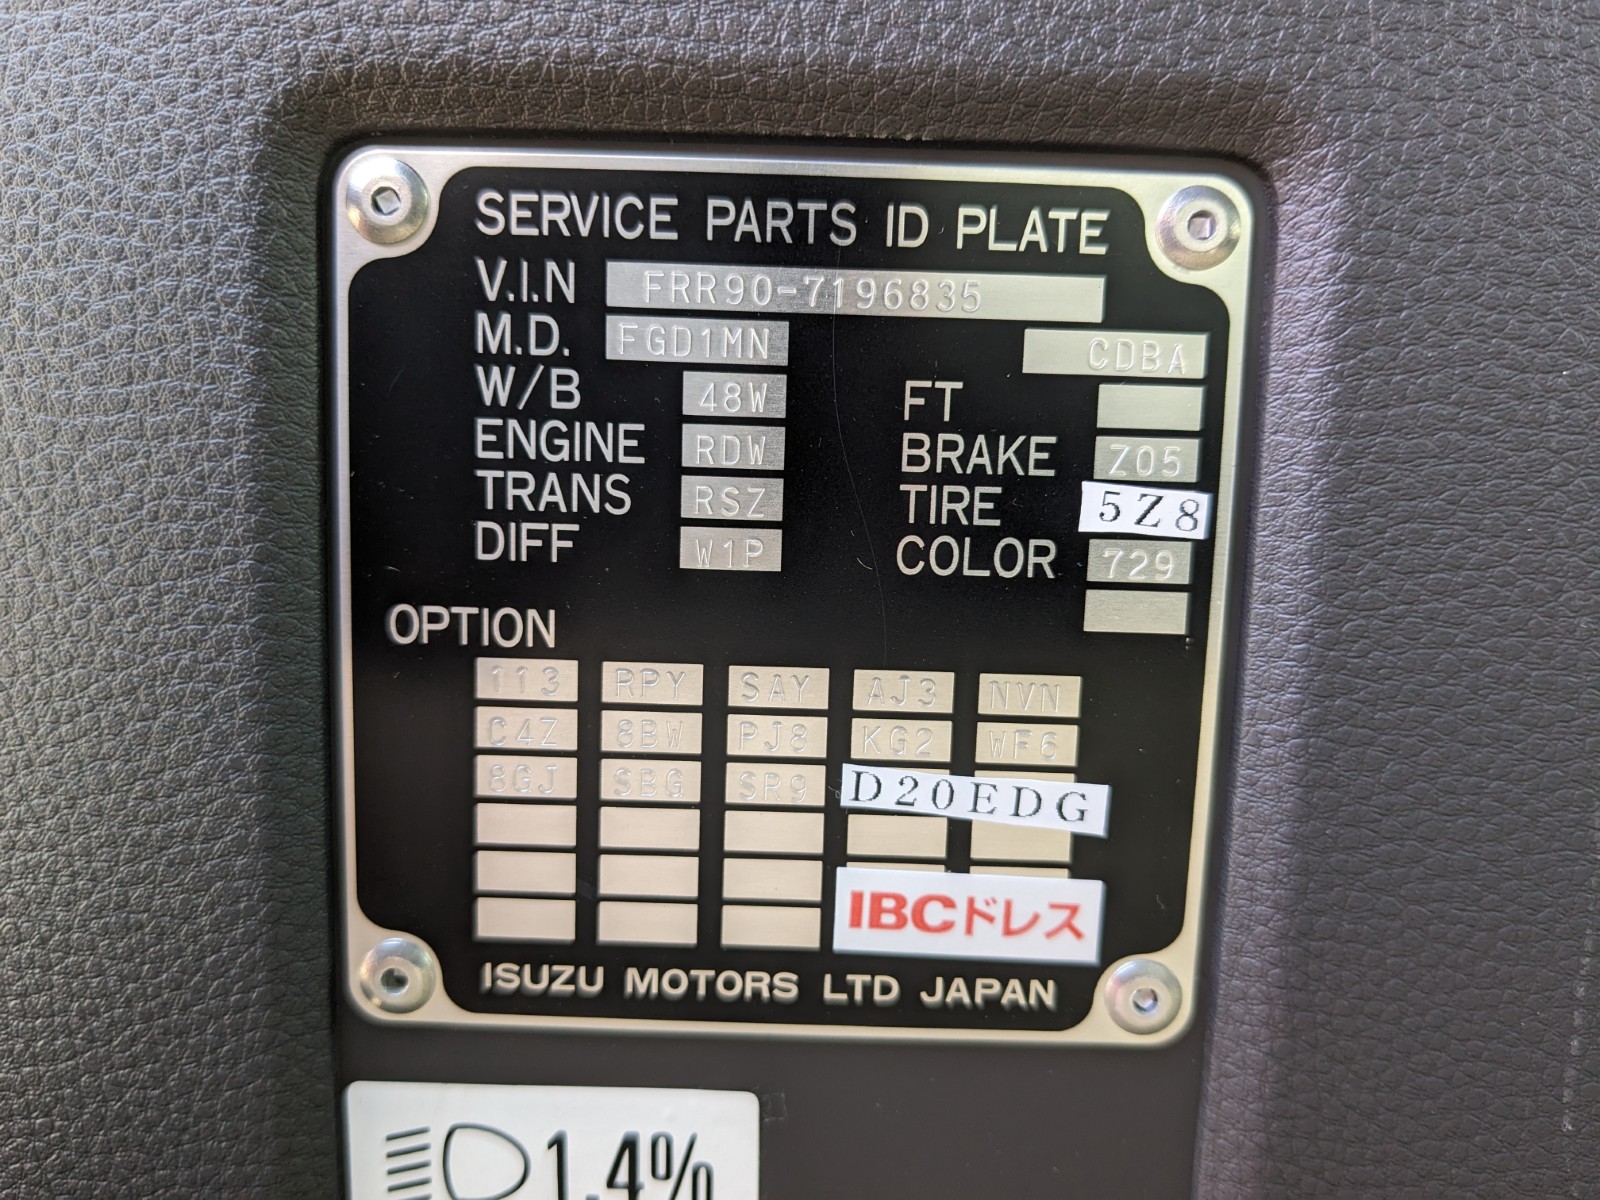 SERVICE PARTS ID PLATE
V.I.N FRR90-7196835
M.D. FGD1MN CDBA
W/B 48W FT
ENGINE RDW BRAKE Z05
TRANS RSZ TIRE 5Z8
DIFF W1P COLOR 729
OPTION
113 RPY SAY AJ3 NVN
C4Z 8BW PJ8 KG2 WF6
8GJ SBG SR9 D20EDG
IBCドレス
ISUZU MOTORS LTD JAPAN
1.4%